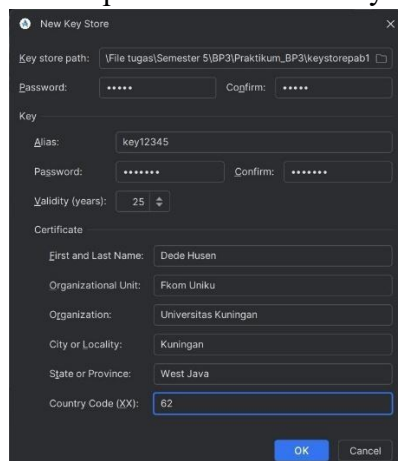 New Key Store
Key store path: \File tugas\Semester 5\BP3\Praktikum_BP3\keystorepab1
Password: ••••• Confirm: •••••
Key
Alias: key12345
Password: ••••••• Confirm: •••••••
Validity (years): 25
Certificate
First and Last Name: Dede Husen
Organizational Unit: Fkom Uniku
Organization: Universitas Kuningan
City or Locality: Kuningan
State or Province: West Java
Country Code (XX): 62
OK Cancel